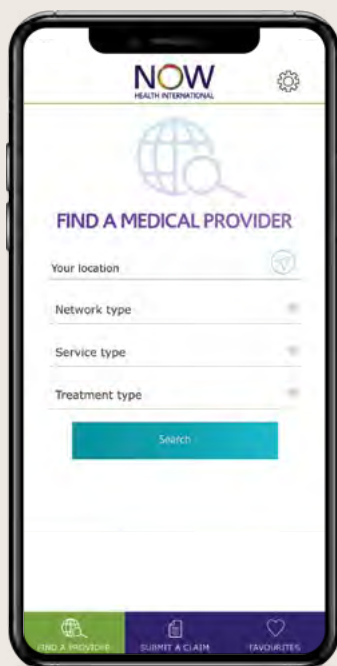 NOW
HEALTH INTERNATIONAL
FIND A MEDICAL PROVIDER
Your location
Network type
Service type
Treatment type
Search
FIND A PROVIDER
SUBMIT A CLAIM
FAVOURITES